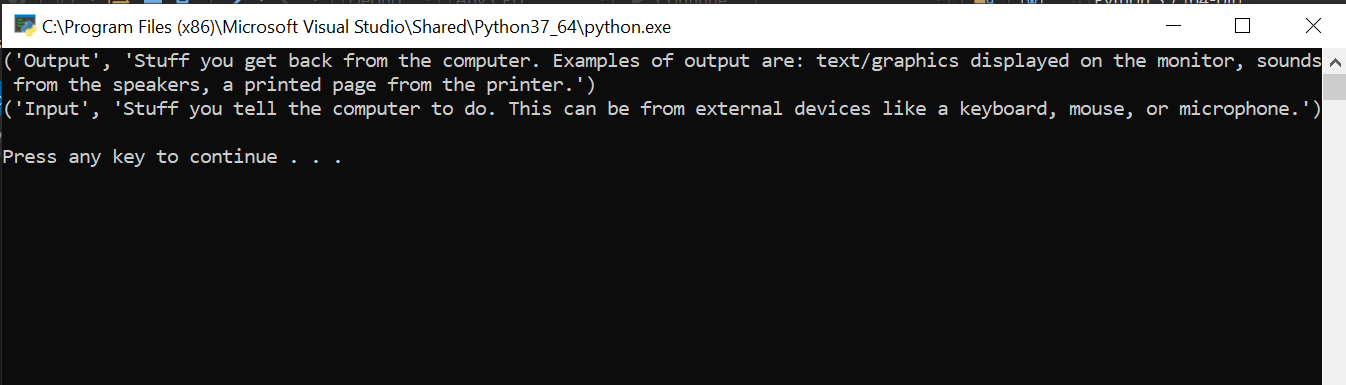 C:\Program Files (x86)\Microsoft Visual Studio\Shared\Python37_64\python.exe
('Output', 'Stuff you get back from the computer. Examples of output are: text/graphics displayed on the monitor, sounds
from the speakers, a printed page from the printer.')
('Input', 'Stuff you tell the computer to do. This can be from external devices like a keyboard, mouse, or microphone.')
Press any key to continue . . .